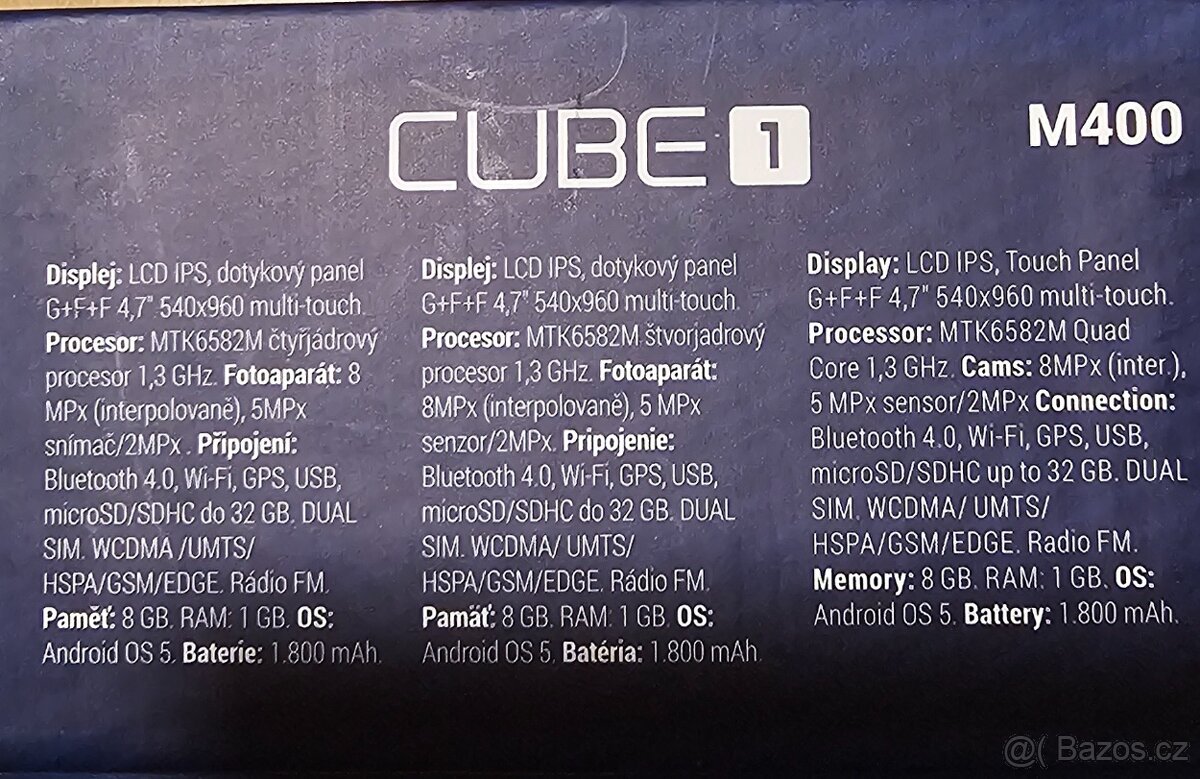 CUBE 1
M400
Displej: LCD IPS, dotykový panel
G+F+F 4,7" 540x960 multi-touch.
Procesor: MTK6582M čtyřjádrový
procesor 1,3 GHz. Fotoaparát: 8
MPx (interpolovaně), 5MPx
snímač/2MPx . Připojení:
Bluetooth 4.0, Wi-Fi, GPS, USB,
microSD/SDHC do 32 GB. DUAL
SIM. WCDMA /UMTS/
HSPA/GSM/EDGE. Rádio FM.
Paměť: 8 GB. RAM: 1 GB. OS:
Android OS 5. Baterie: 1.800 mAh.
Displej: LCD IPS, dotykový panel
G+F+F 4,7" 540x960 multi-touch.
Procesor: MTK6582M štvorjadrový
procesor 1,3 GHz. Fotoaparát:
8MPx (interpolovaně), 5 MPx
senzor/2MPx. Pripojenie:
Bluetooth 4.0, Wi-Fi, GPS, USB,
microSD/SDHC do 32 GB. DUAL
SIM. WCDMA/ UMTS/
HSPA/GSM/EDGE. Rádio FM.
Pamäť: 8 GB. RAM: 1 GB. OS:
Android OS 5. Batéria: 1.800 mAh.
Display: LCD IPS, Touch Panel
G+F+F 4,7" 540x960 multi-touch.
Processor: MTK6582M Quad
Core 1,3 GHz. Cams: 8MPx (inter.),
5 MPx sensor/2MPx Connection:
Bluetooth 4.0, Wi-Fi, GPS, USB,
microSD/SDHC up to 32 GB. DUAL
SIM. WCDMA/ UMTS/
HSPA/GSM/EDGE. Radio FM.
Memory: 8 GB. RAM: 1 GB. OS:
Android OS 5. Battery: 1.800 mAh.
@( Bazos.cz